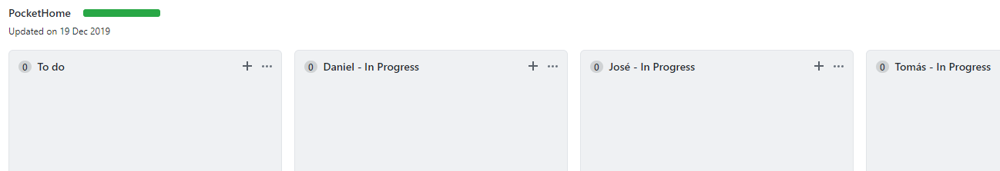 PocketHome
Updated on 19 Dec 2019
0 To do
0 Daniel - In Progress
0 José - In Progress
0 Tomás - In Progress